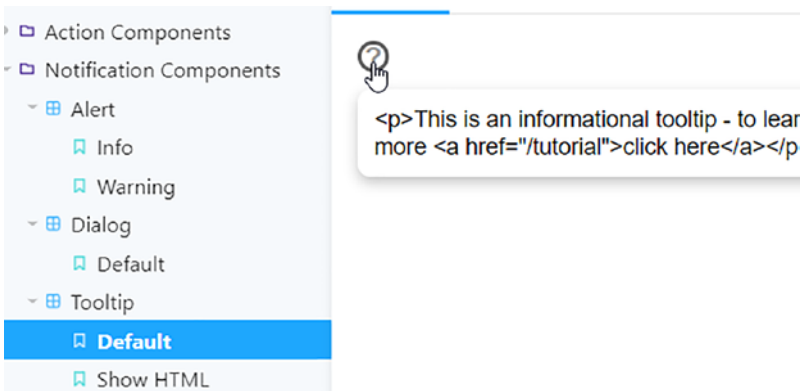 Action Components
Notification Components
Alert
Info
Warning
Dialog
Default
Tooltip
Default
Show HTML
?
<p>This is an informational tooltip - to lear
more <a href="/tutorial">click here</a></p